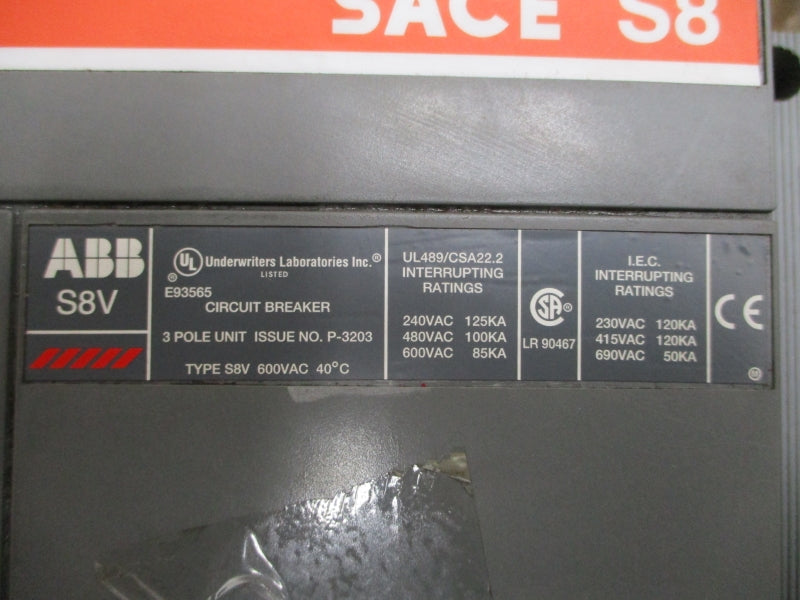 SACE S8
ABB
S8V
UL Underwriters Laboratories Inc.®
®
LISTED
E93565
CIRCUIT BREAKER
3 POLE UNIT ISSUE NO. P-3203
TYPE S8V 600VAC 40°C
UL489/CSA22.2
INTERRUPTING
RATINGS
240VAC 125KA
480VAC 100KA
600VAC 85KA
SA ®
LR 90467
I.E.C.
INTERRUPTING
RATINGS
230VAC 120KA
415VAC 120KA
690VAC 50KA
CE
M